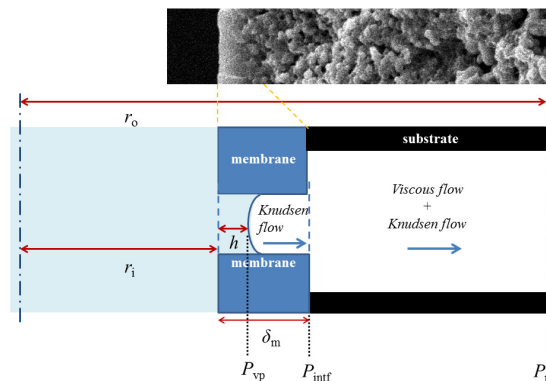 r_o
substrate
membrane
Viscous flow
+
Knudsen flow
Knudsen
flow
h
r_i
membrane
δ_m
P_vp
P_intf